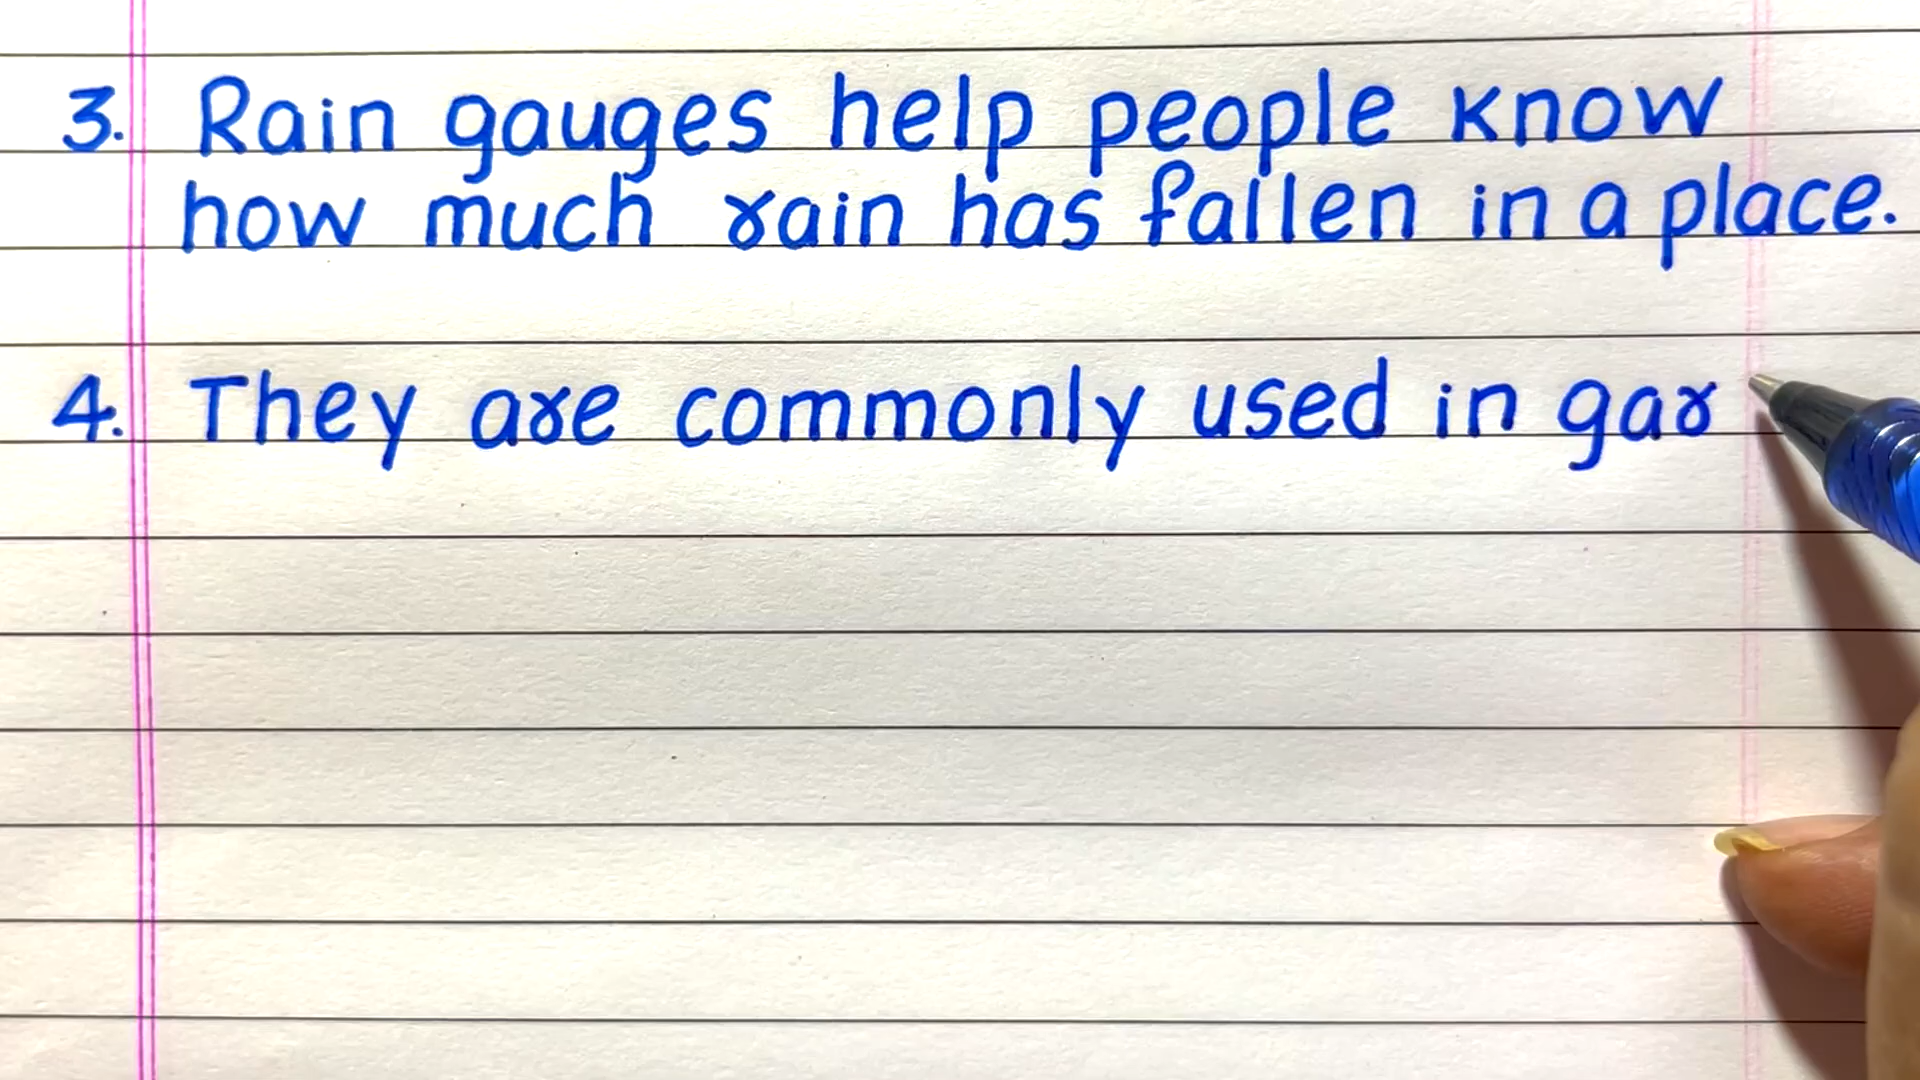 3. Rain gauges help people know
how much rain has fallen in a place.
4. They are commonly used in gar